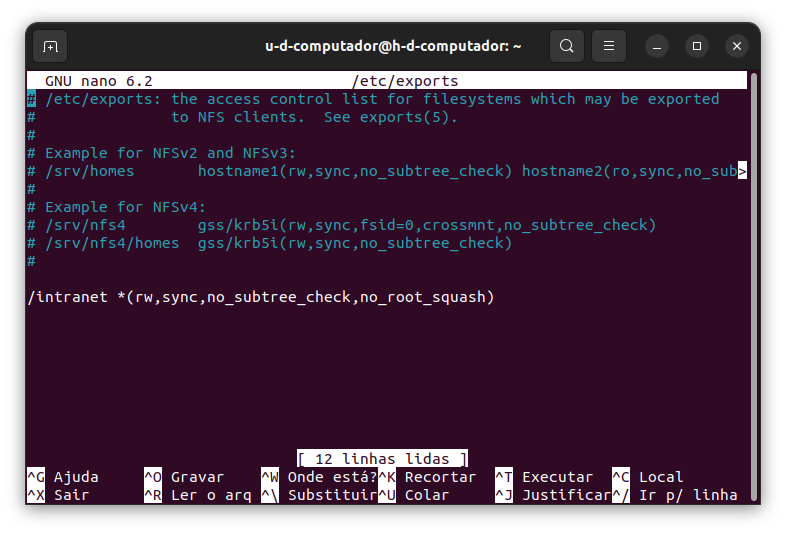 u-d-computador@h-d-computador: ~
GNU nano 6.2 /etc/exports
# /etc/exports: the access control list for filesystems which may be exported
# to NFS clients. See exports(5).
#
# Example for NFSv2 and NFSv3:
# /srv/homes hostname1(rw,sync,no_subtree_check) hostname2(ro,sync,no_sub>
#
# Example for NFSv4:
# /srv/nfs4 gss/krb5i(rw,sync,fsid=0,crossmnt,no_subtree_check)
# /srv/nfs4/homes gss/krb5i(rw,sync,no_subtree_check)
#
/intranet *(rw,sync,no_subtree_check,no_root_squash)
[ 12 linhas lidas ]
^G Ajuda ^O Gravar ^W Onde está? ^K Recortar ^T Executar ^C Local
^X Sair ^R Ler o arq ^\ Substituir ^U Colar ^J Justificar ^/ Ir p/ linha